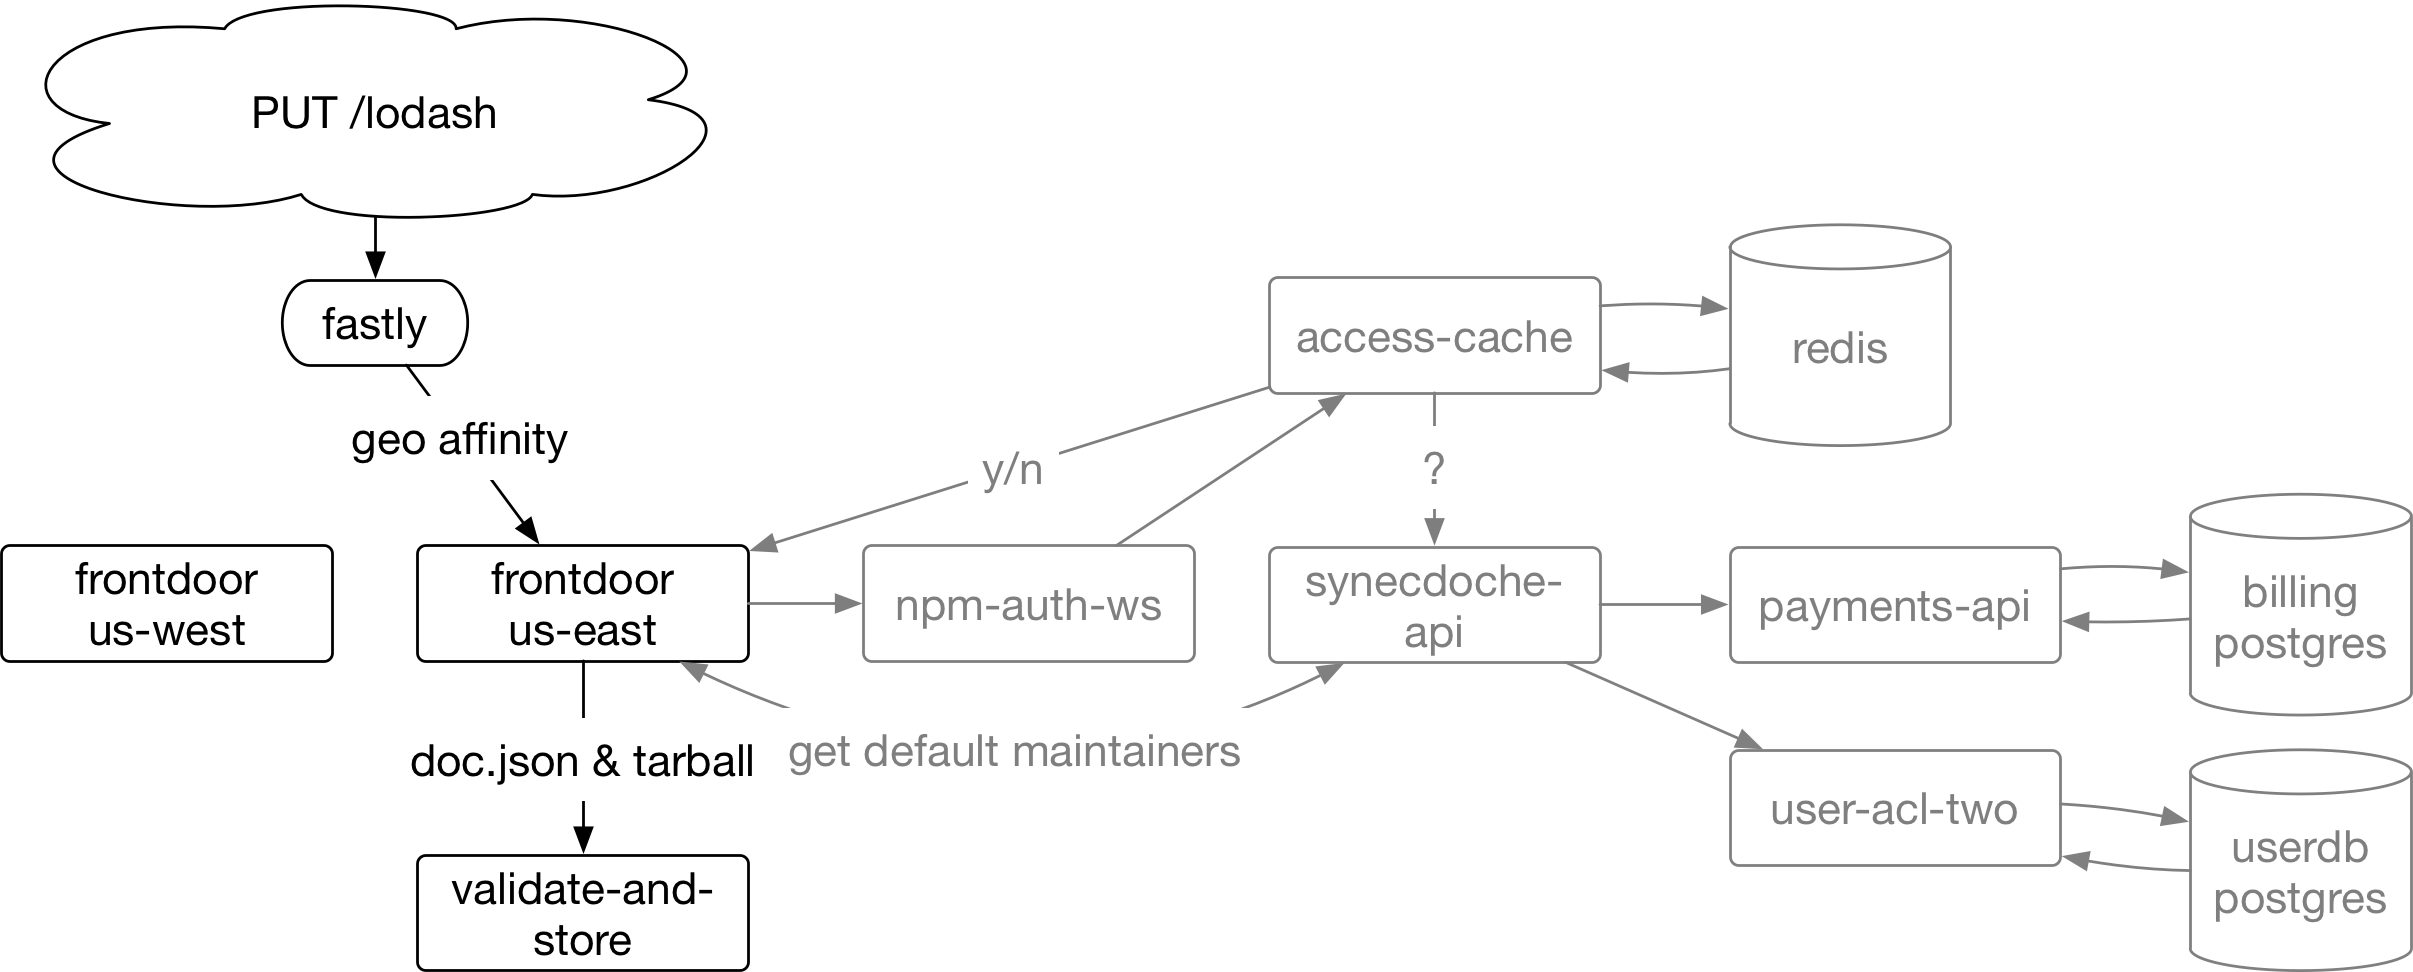 PUT /lodash
fastly
geo affinity
access-cache
redis
y/n
?
frontdoor
us-west
frontdoor
us-east
npm-auth-ws
synecdoche-
api
payments-api
billing
postgres
doc.json & tarball
get default maintainers
user-acl-two
userdb
postgres
validate-and-
store